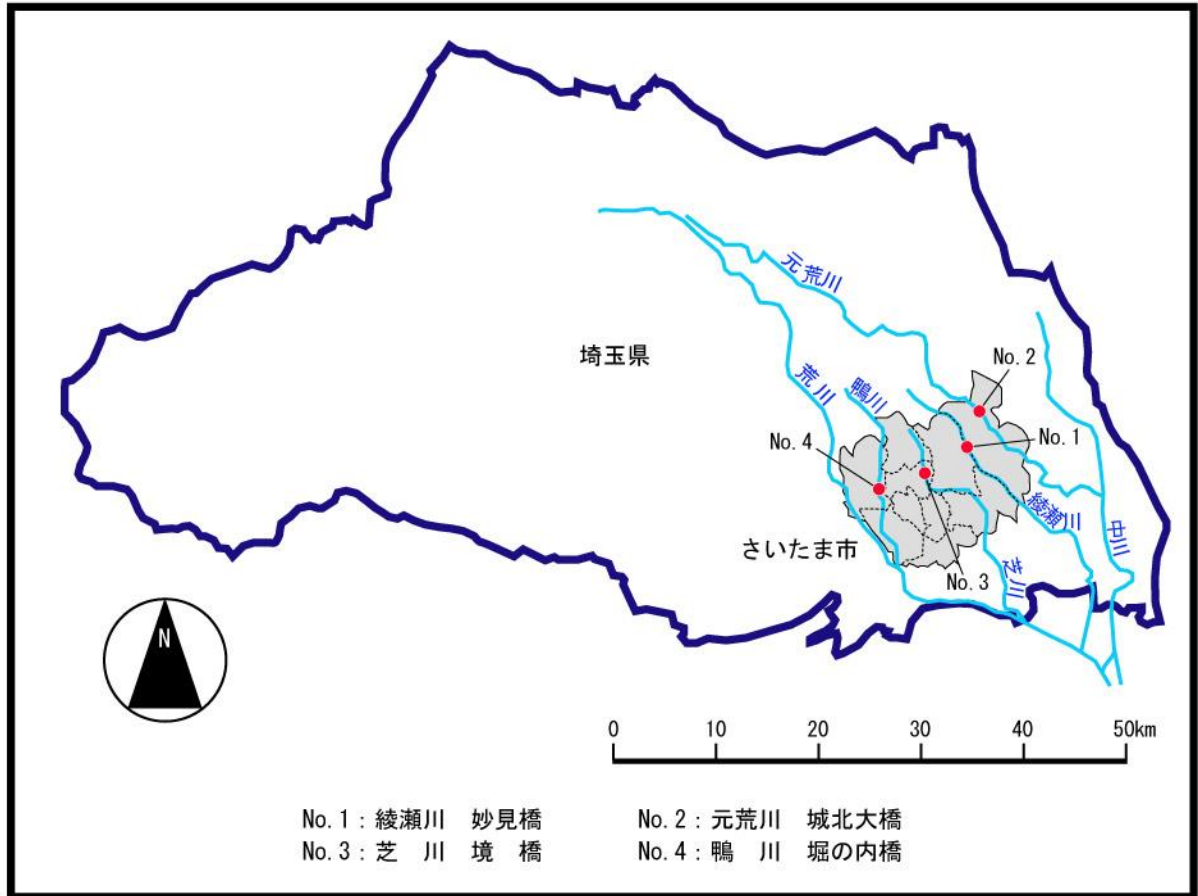 元荒川
埼玉県
No. 2
荒川
鴨川
No. 4
No. 1
綾瀬川
中川
さいたま市
No. 3
芝川
N
0 10 20 30 40 50km
No. 1：綾瀬川　妙見橋　No. 2：元荒川　城北大橋
No. 3：芝　川　境　橋　No. 4：鴨　川　堀の内橋